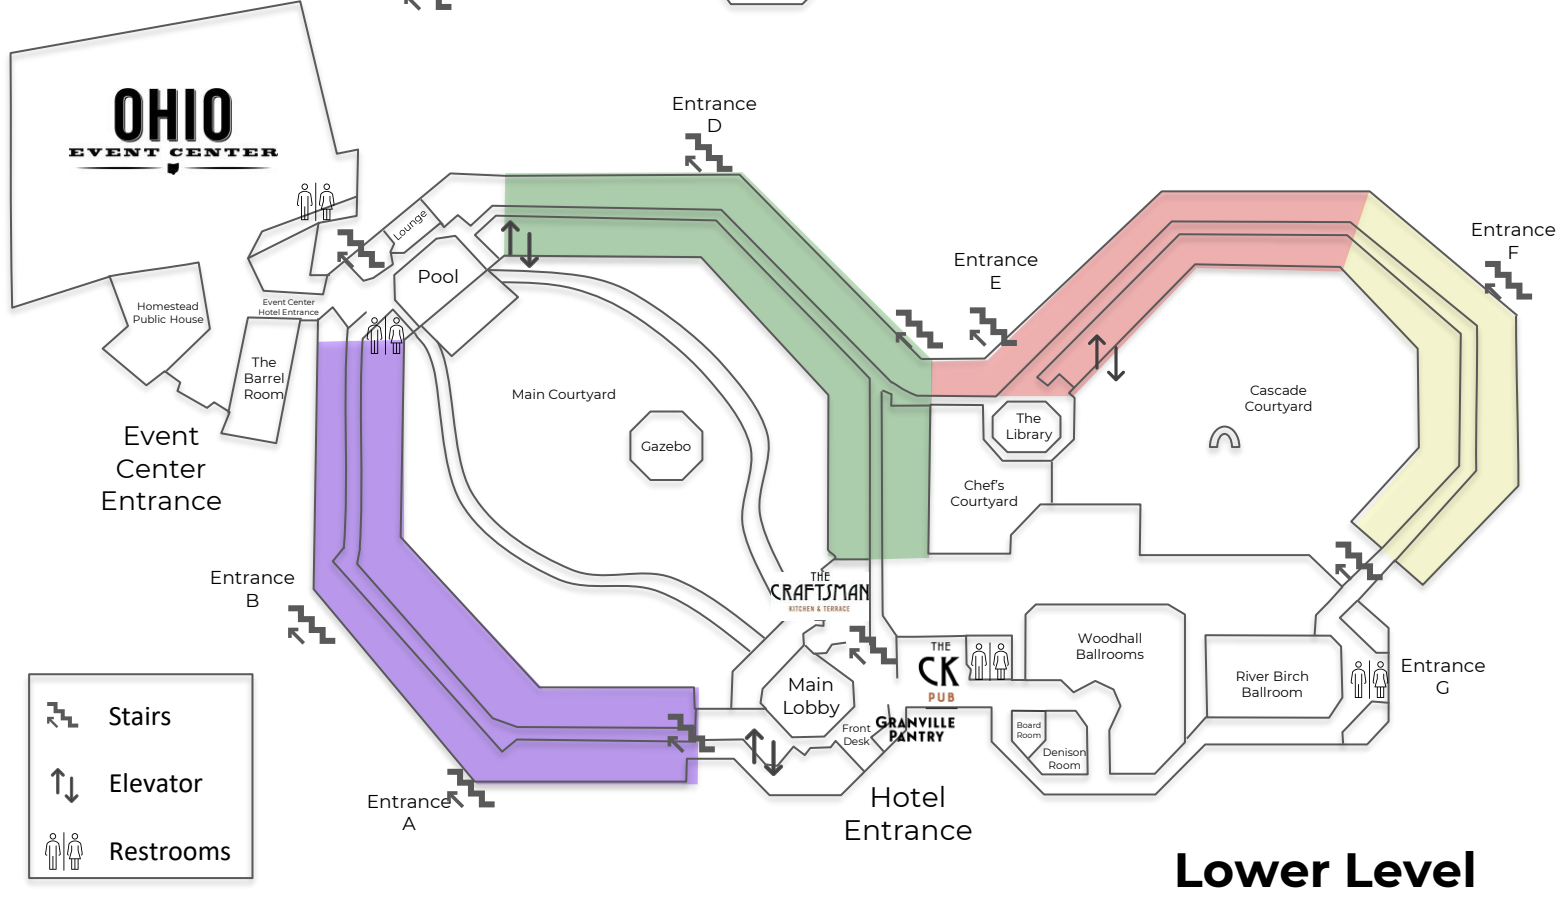 OHIO
EVENT CENTER
Entrance
D
Entrance
F
Entrance
E
Lounge
Pool
Event Center
Hotel Entrance
Homestead
Public House
The
Barrel
Room
Main Courtyard
Gazebo
Cascade
Courtyard
The
Library
Chef's
Courtyard
Event
Center
Entrance
Entrance
B
THE
CRAFTSMAN
KITCHEN & TERRACE
Woodhall
Ballrooms
THE
CK
PUB
River Birch
Ballroom
Entrance
G
Main
Lobby
Front
Desk
GRANVILLE
PANTRY
Board
Room
Denison
Room
Stairs
Elevator
Restrooms
Entrance
A
Hotel
Entrance
Lower Level